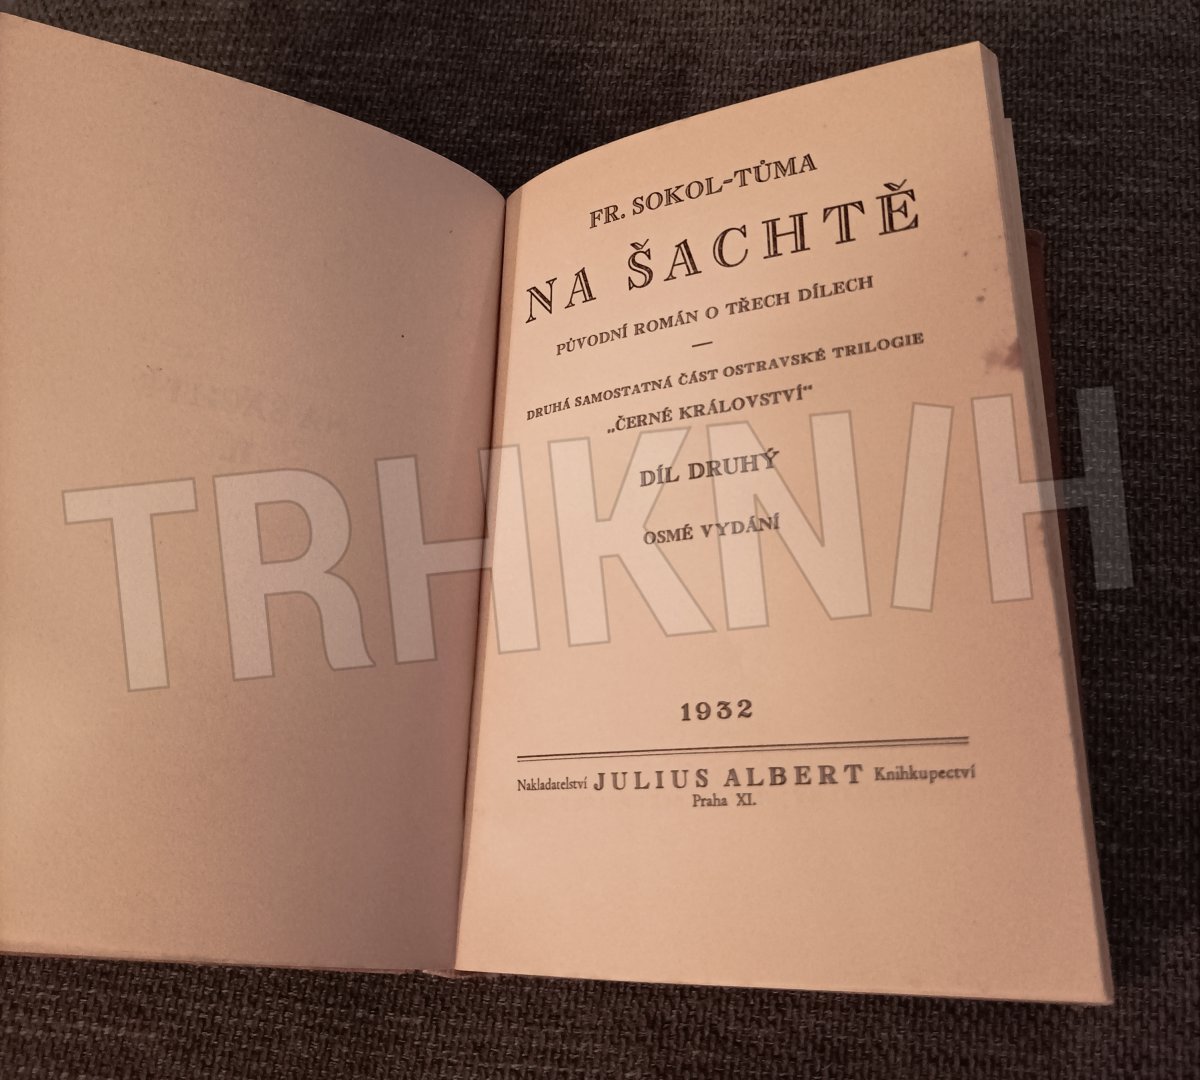 FR. SOKOL-TŮMA
NA ŠACHTĚ
PŮVODNÍ ROMÁN O TŘECH DÍLECH
—
DRUHÁ SAMOSTATNÁ ČÁST OSTRAVSKÉ TRILOGIE
„ČERNÉ KRÁLOVSTVÍ“
DÍL DRUHÝ
OSMÉ VYDÁNÍ
TRHKN/H
1932
Nakladatelství JULIUS ALBERT Knihkupectví
Praha XI.